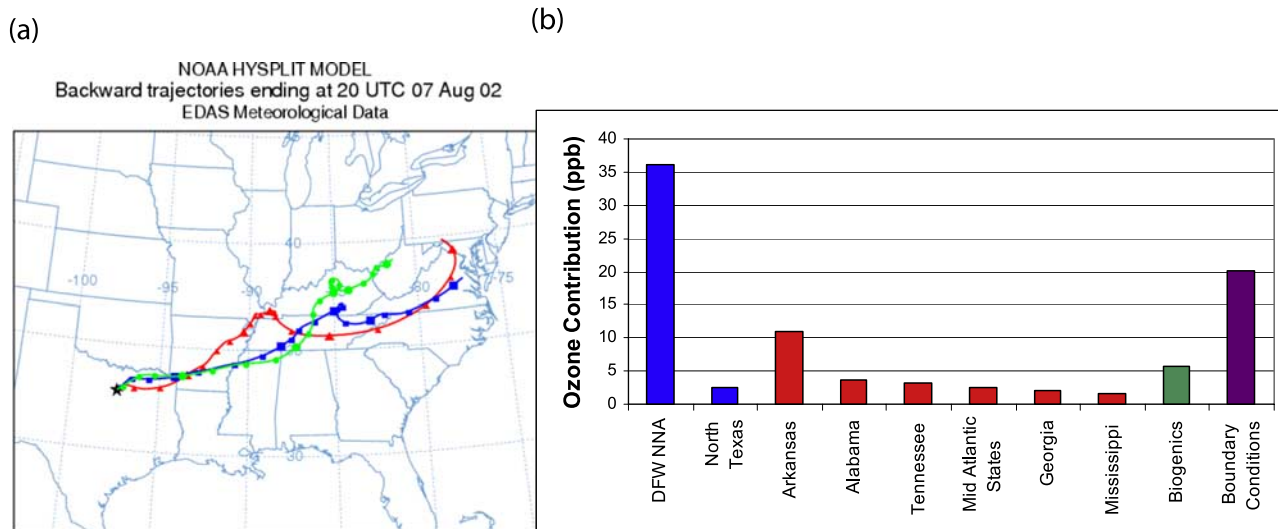 (a)
NOAA HYSPLIT MODEL
Backward trajectories ending at 20 UTC 07 Aug 02
EDAS Meteorological Data
40
-100
-95
-90
-80
-75
30
(b)
Ozone Contribution (ppb)
40
35
30
25
20
15
10
5
0
DFW NNA
North
Texas
Arkansas
Alabama
Tennessee
Mid Atlantic
States
Georgia
Mississippi
Biogenics
Boundary
Conditions